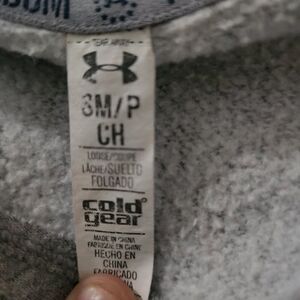 SM/P
CH
LOOSE/COUPE
LÂCHE/SUELTO
FOLGADO
cold
gear
MADE IN CHINA
FABRIQUÉ EN CHINE
HECHO EN
CHINA
FABRICADO